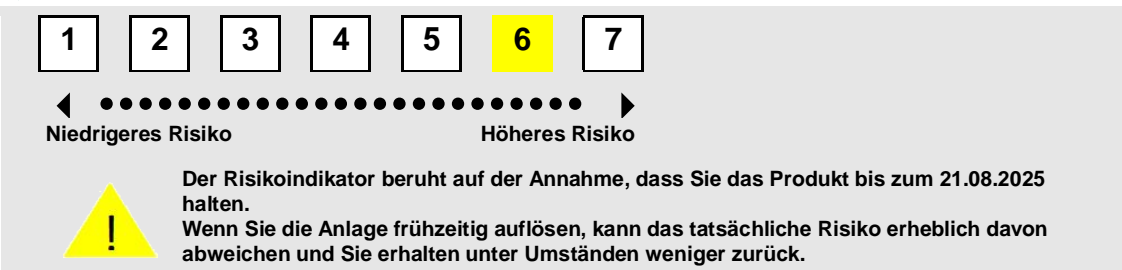 1 2 3 4 5 6 7
Niedrigeres Risiko Höheres Risiko
Der Risikoindikator beruht auf der Annahme, dass Sie das Produkt bis zum 21.08.2025
halten.
Wenn Sie die Anlage frühzeitig auflösen, kann das tatsächliche Risiko erheblich davon
abweichen und Sie erhalten unter Umständen weniger zurück.
!